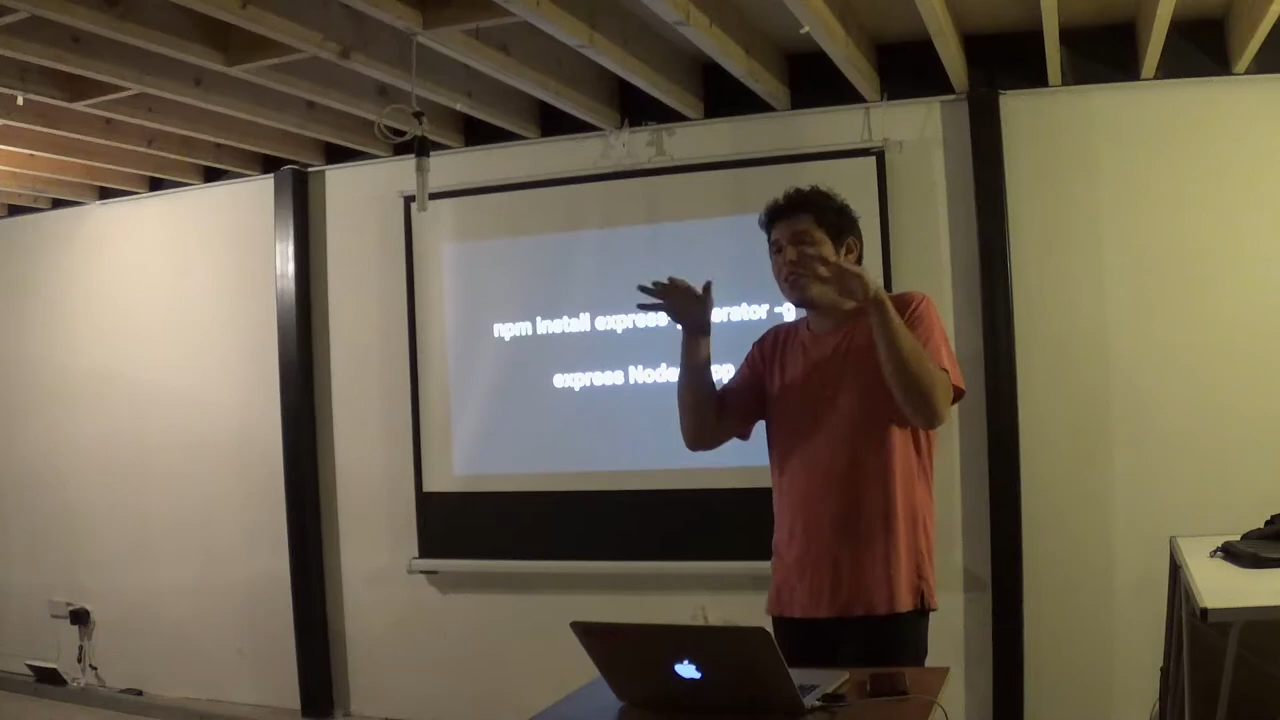 npm install express- erator -g
express Node pp